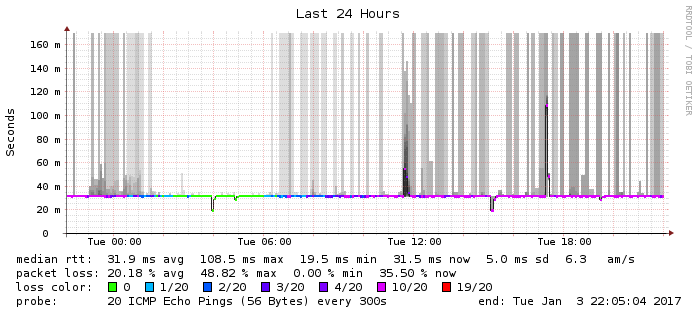 Last 24 Hours
RRDTOOL / TOBI OETIKER
Seconds
160 m
140 m
120 m
100 m
80 m
60 m
40 m
20 m
0
Tue 00:00 Tue 06:00 Tue 12:00 Tue 18:00
median rtt: 31.9 ms avg 108.5 ms max 19.5 ms min 31.5 ms now 5.0 ms sd 6.3 am/s
packet loss: 20.18 % avg 48.82 % max 0.00 % min 35.50 % now
loss color: 0 1/20 2/20 3/20 4/20 10/20 19/20
probe: 20 ICMP Echo Pings (56 Bytes) every 300s end: Tue Jan 3 22:05:04 2017